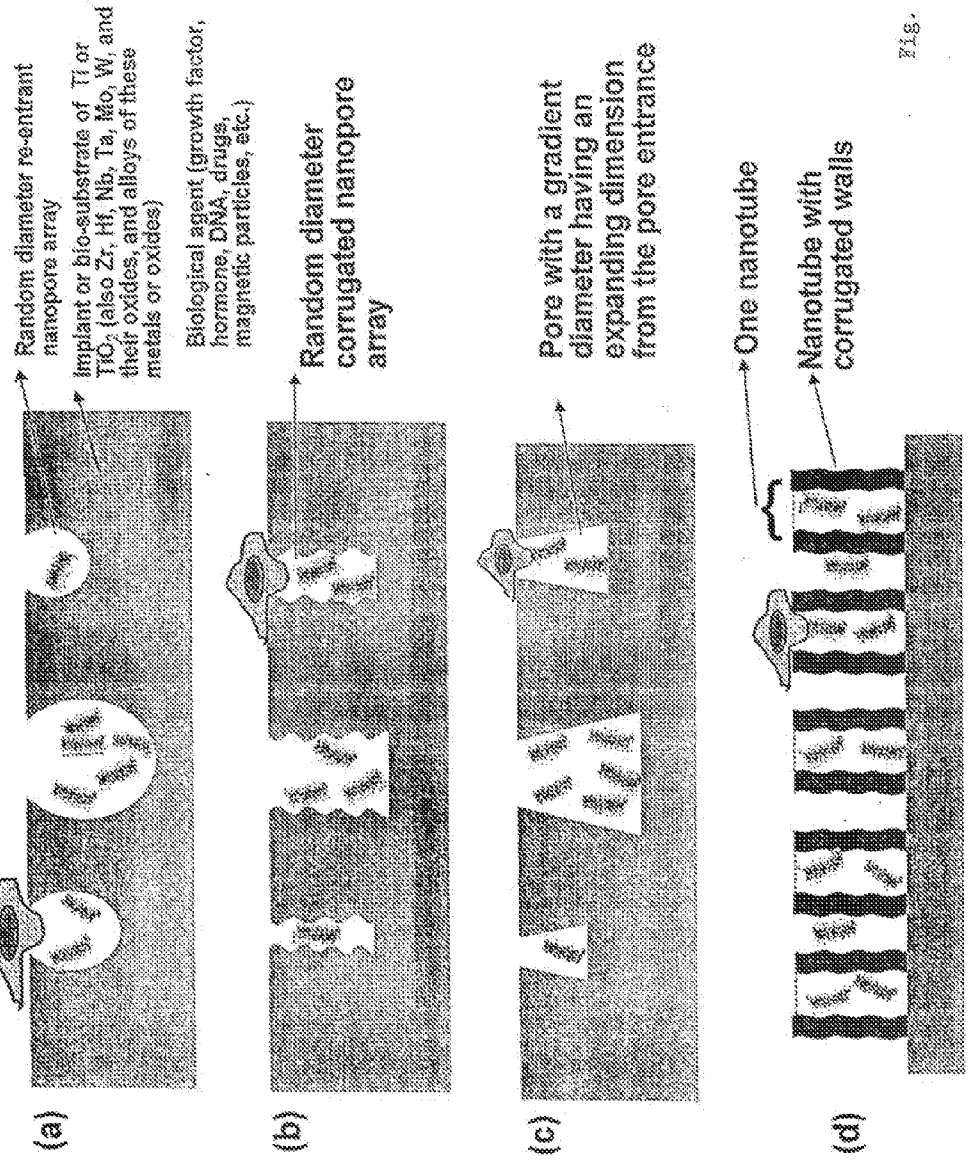 (a)
Random diameter re-entrant
nanopore array
Implant or bio-substrate of Ti or
TiO2 (also Zr, Hf, Nb, Ta, Mo, W, and
their oxides, and alloys of these
metals or oxides)
Biological agent (growth factor,
hormone, DNA, drugs,
magnetic particles, etc.)
(b)
Random diameter
corrugated nanopore
array
(c)
Pore with a gradient
diameter having an
expanding dimension
from the pore entrance
(d)
One nanotube
Nanotube with
corrugated walls
Fig.